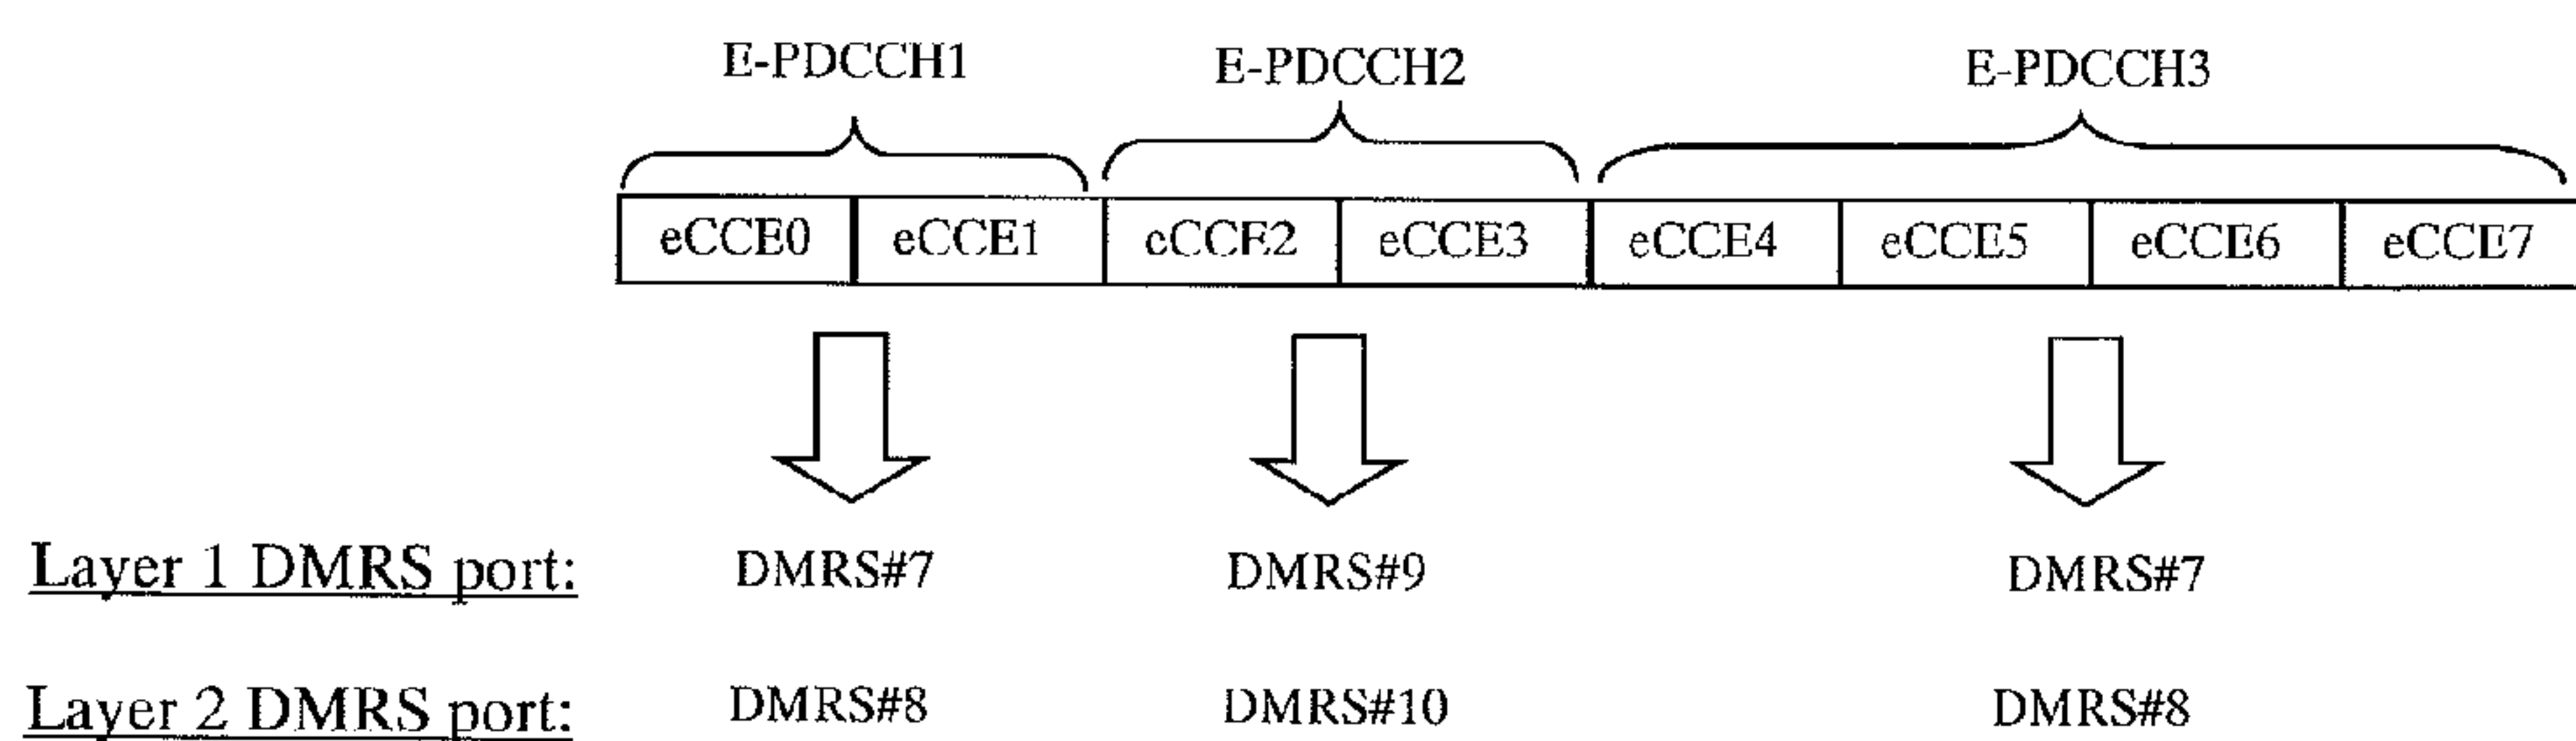 E-PDCCH1 E-PDCCH2 E-PDCCH3
eCCE0 eCCE1 eCCE2 eCCE3 eCCE4 eCCE5 eCCE6 eCCE7
Layer 1 DMRS port: DMRS#7 DMRS#9 DMRS#7
Layer 2 DMRS port: DMRS#8 DMRS#10 DMRS#8